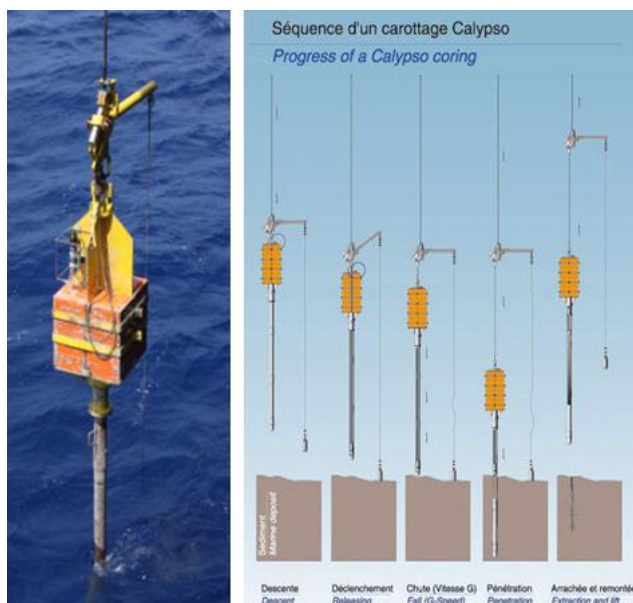 Séquence d'un carottage Calypso
Progress of a Calypso coring
Sediment
Marine deposit
Descente
Descent
Déclenchement
Releasing
Chute (Vitesse G)
Fall (G-Speed)
Pénétration
Penetration
Arrachée et remontée
Extraction and lift